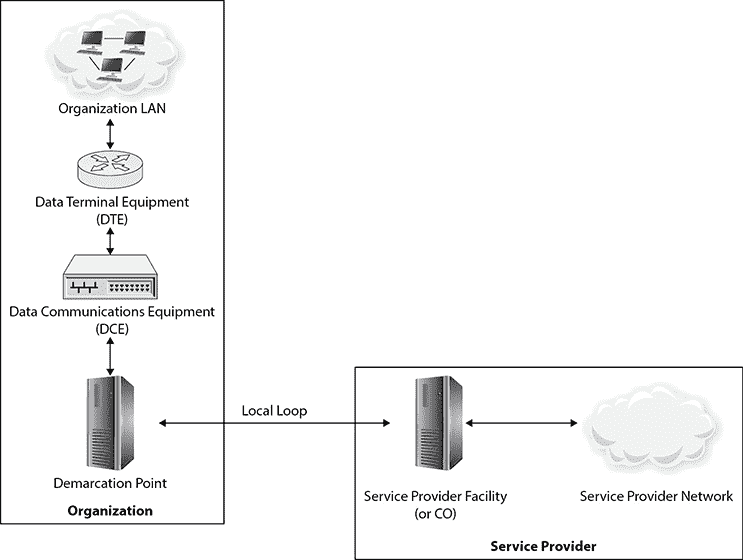 Organization LAN
Data Terminal Equipment
(DTE)
Data Communications Equipment
(DCE)
Demarcation Point
Organization
Local Loop
Service Provider Facility
(or CO)
Service Provider Network
Service Provider